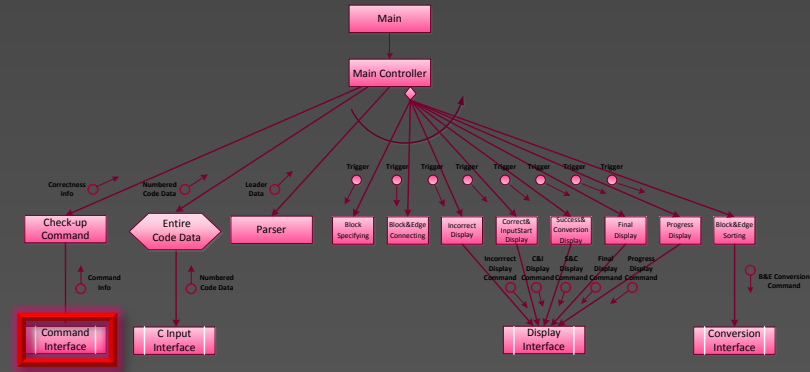 Main
Main Controller
Correctness
Info
Numbered
Code Data
Leader
Data
Trigger
Trigger
Trigger
Trigger
Trigger
Trigger
Trigger
Trigger
Check-up
Command
Entire
Code Data
Parser
Block
Specifying
Block&Edge
Connecting
Incorrect
Display
Correct&
InputStart
Display
Success&
Conversion
Display
Final
Display
Progress
Display
Block&Edge
Sorting
Command
Info
Numbered
Code Data
Incorrrect
Display
Command
C&I
Display
Command
S&C
Display
Command
Final
Display
Command
Progress
Display
Command
B&E Conversion
Command
Command
Interface
C Input
Interface
Display
Interface
Conversion
Interface